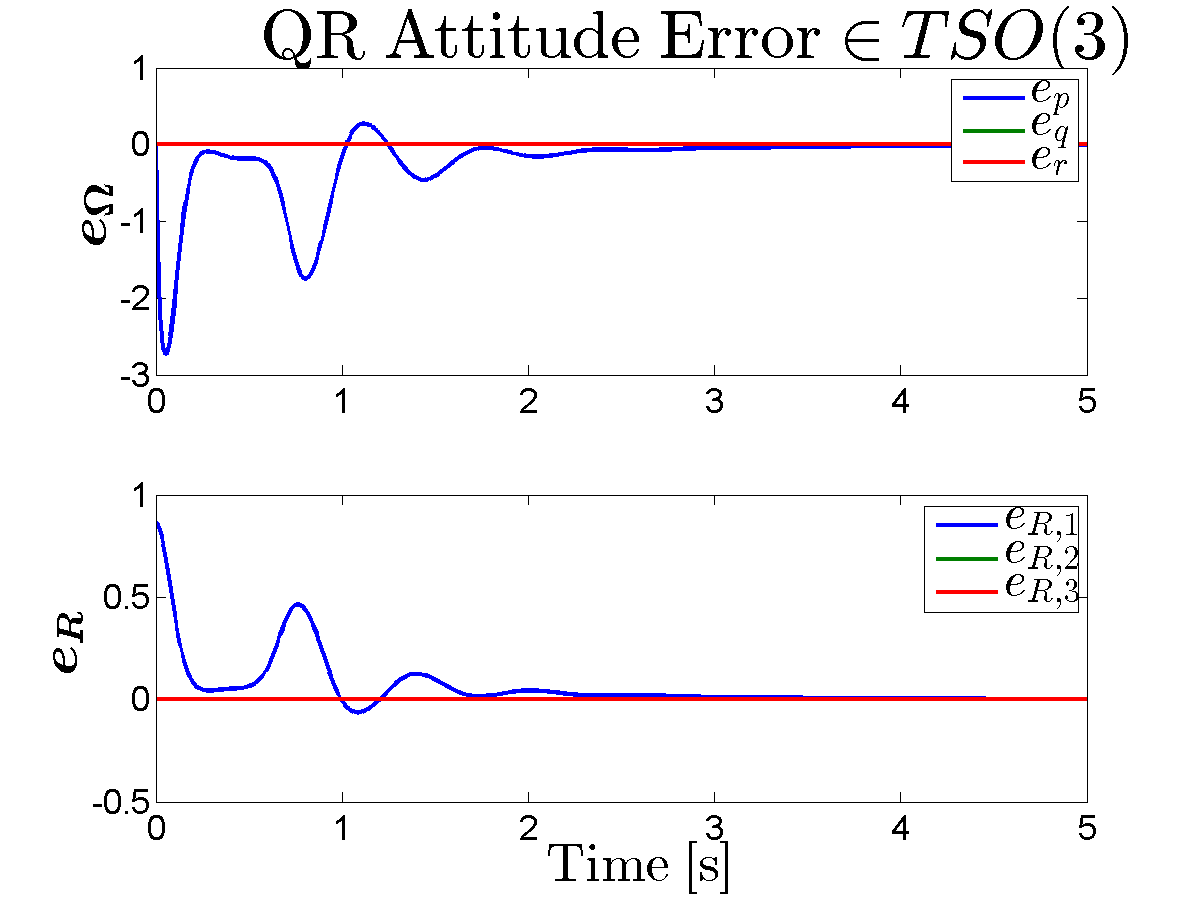 QR Attitude Error ∈ TSO(3)
1
0
-1
-2
-3
e_Ω
e_p
e_q
e_r
0 1 2 3 4 5
1
0.5
0
-0.5
e_R
e_{R,1}
e_{R,2}
e_{R,3}
0 1 2 3 4 5
Time [s]